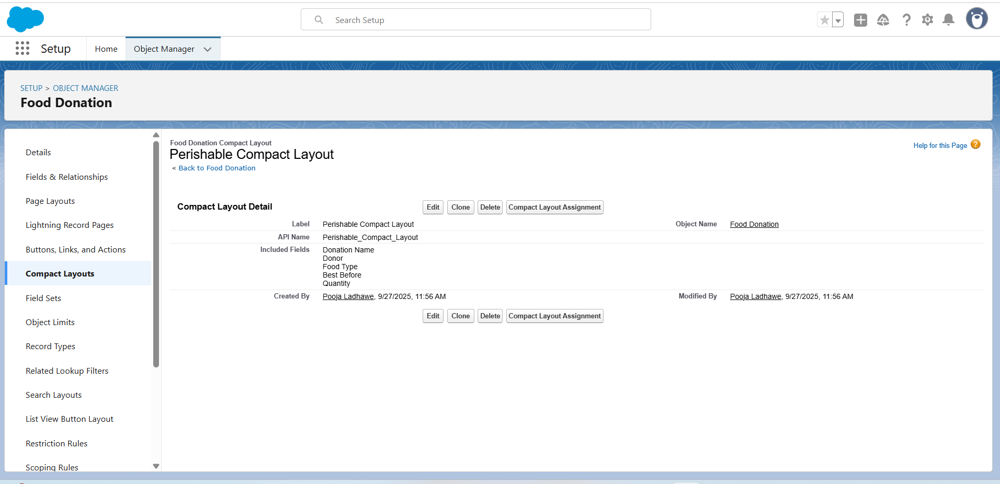 Search Setup
Setup
Home
Object Manager
SETUP > OBJECT MANAGER
Food Donation
Details
Fields & Relationships
Page Layouts
Lightning Record Pages
Buttons, Links, and Actions
Compact Layouts
Field Sets
Object Limits
Record Types
Related Lookup Filters
Search Layouts
List View Button Layout
Restriction Rules
Scoping Rules
Food Donation Compact Layout
Perishable Compact Layout
« Back to Food Donation
Help for this Page ?
Compact Layout Detail
Edit Clone Delete Compact Layout Assignment
Label Perishable Compact Layout Object Name Food Donation
API Name Perishable_Compact_Layout
Included Fields Donation Name
Donor
Food Type
Best Before
Quantity
Created By Pooja Ladhawe, 9/27/2025, 11:56 AM Modified By Pooja Ladhawe, 9/27/2025, 11:56 AM
Edit Clone Delete Compact Layout Assignment